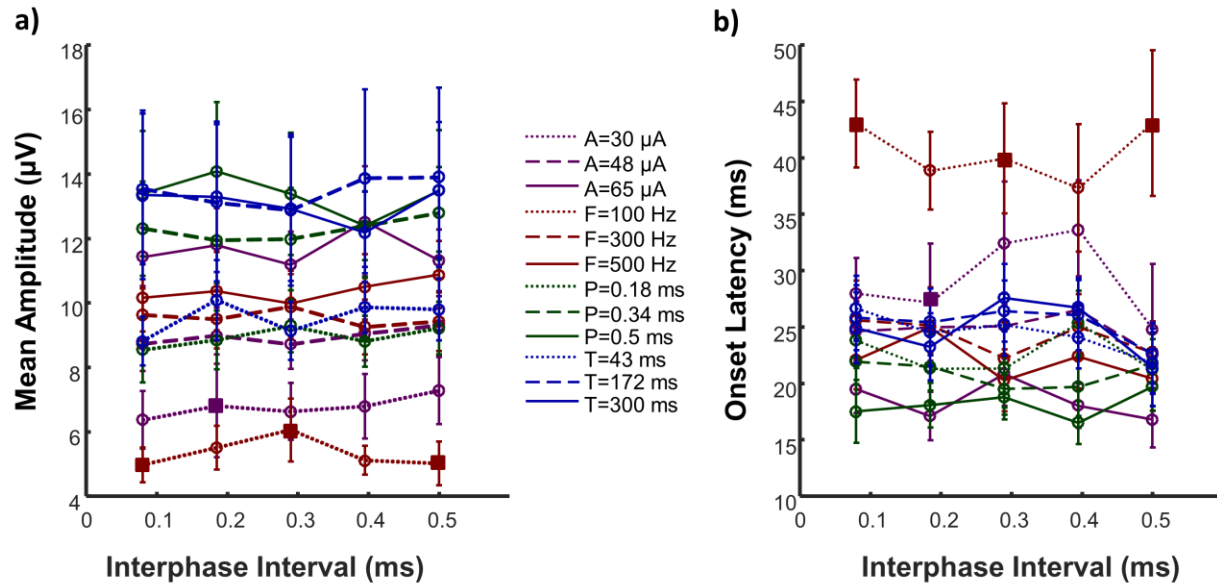 a)
18
16
14
12
10
8
6
4
0
0.1
0.2
0.3
0.4
0.5
Mean Amplitude (µV)
Interphase Interval (ms)
A=30 µA
A=48 µA
A=65 µA
F=100 Hz
F=300 Hz
F=500 Hz
P=0.18 ms
P=0.34 ms
P=0.5 ms
T=43 ms
T=172 ms
T=300 ms
b)
50
45
40
35
30
25
20
15
10
0
0.1
0.2
0.3
0.4
0.5
Onset Latency (ms)
Interphase Interval (ms)